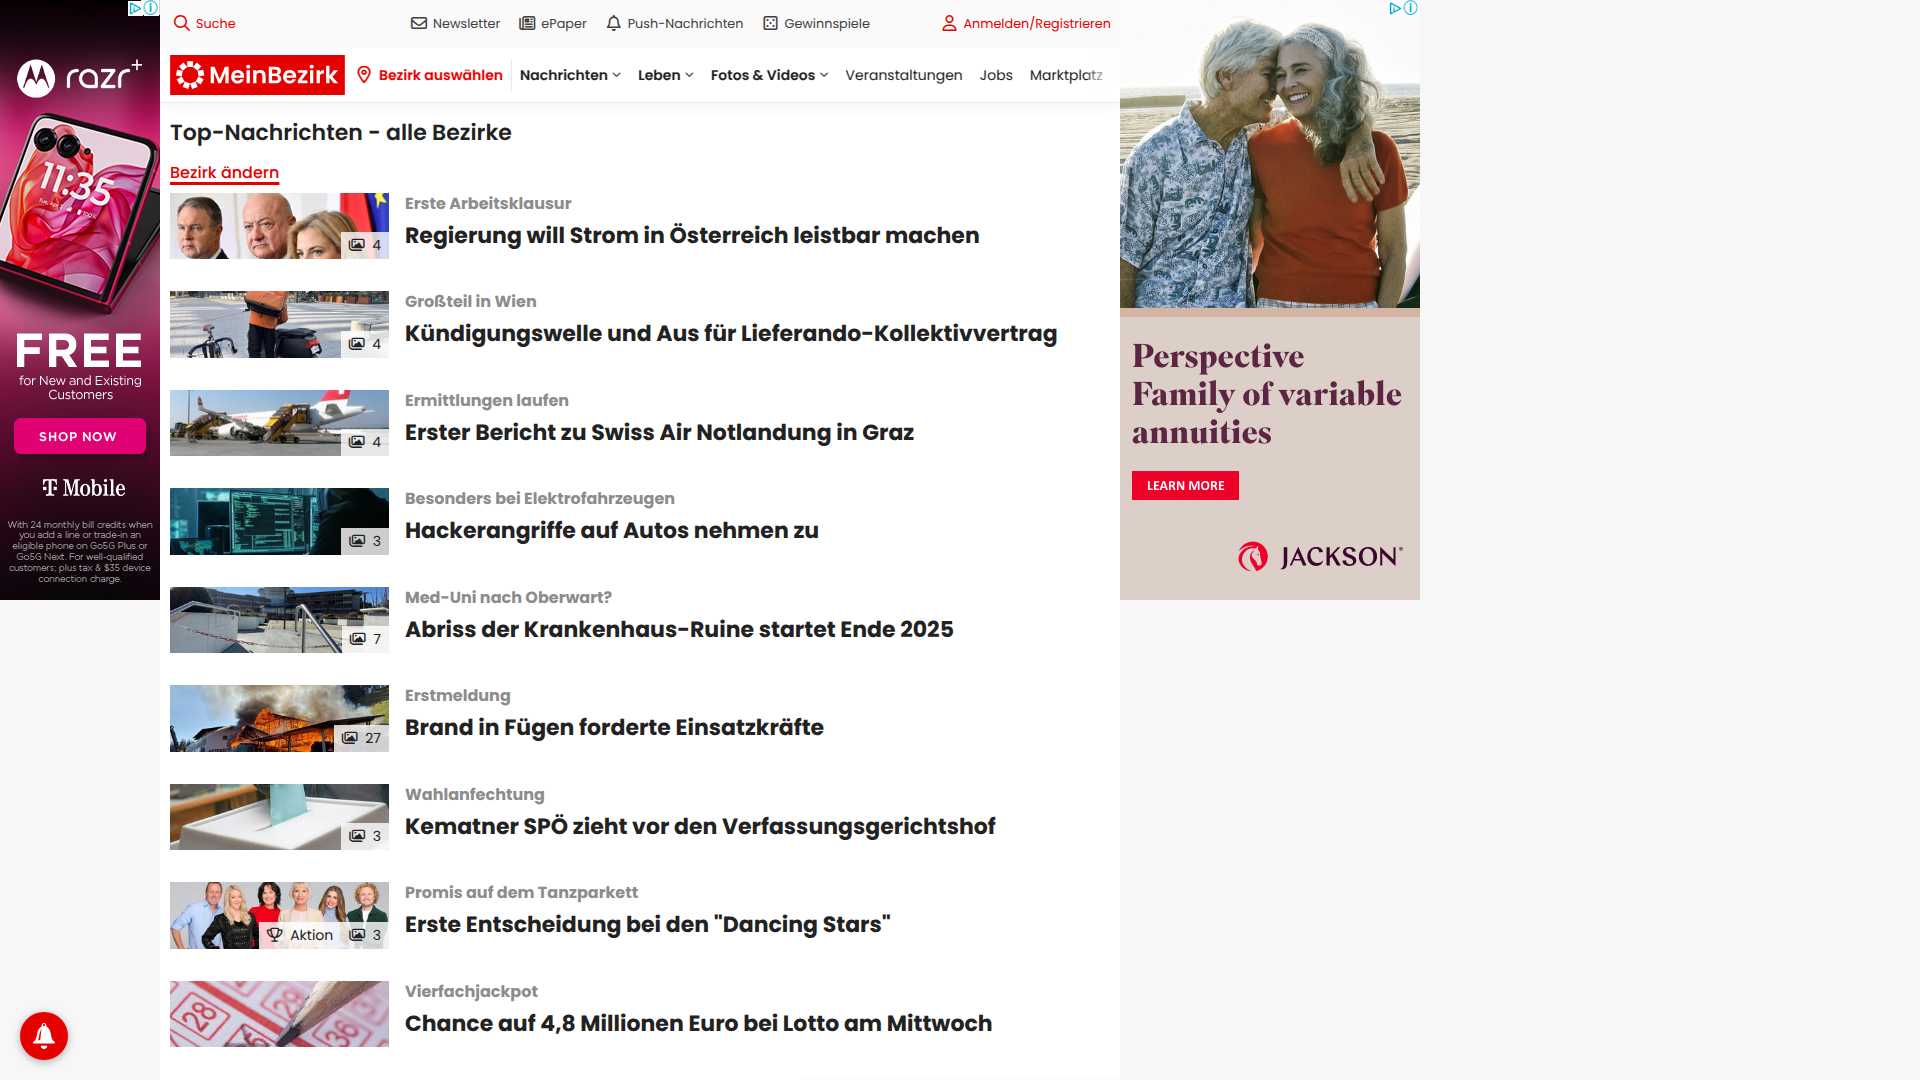 Suche
Newsletter
ePaper
Push-Nachrichten
Gewinnspiele
Anmelden/Registrieren
MeinBezirk
Bezirk auswählen
Nachrichten
Leben
Fotos & Videos
Veranstaltungen
Jobs
Marktplatz
razr+
11:35
FREE
for New and Existing
Customers
SHOP NOW
T Mobile
With 24 monthly bill credits when
you add a line or trade-in an
eligible phone on Go5G Plus or
Go5G Next. For well-qualified
customers; plus tax & $35 device
connection charge.
Top-Nachrichten - alle Bezirke
Bezirk ändern
4
Erste Arbeitsklausur
Regierung will Strom in Österreich leistbar machen
4
Großteil in Wien
Kündigungswelle und Aus für Lieferando-Kollektivvertrag
4
Ermittlungen laufen
Erster Bericht zu Swiss Air Notlandung in Graz
3
Besonders bei Elektrofahrzeugen
Hackerangriffe auf Autos nehmen zu
7
Med-Uni nach Oberwart?
Abriss der Krankenhaus-Ruine startet Ende 2025
27
Erstmeldung
Brand in Fügen forderte Einsatzkräfte
3
Wahlanfechtung
Kematner SPÖ zieht vor den Verfassungsgerichtshof
Aktion
3
Promis auf dem Tanzparkett
Erste Entscheidung bei den "Dancing Stars"
28
29
36
Vierfachjackpot
Chance auf 4,8 Millionen Euro bei Lotto am Mittwoch
Perspective
Family of variable
annuities
LEARN MORE
JACKSON®